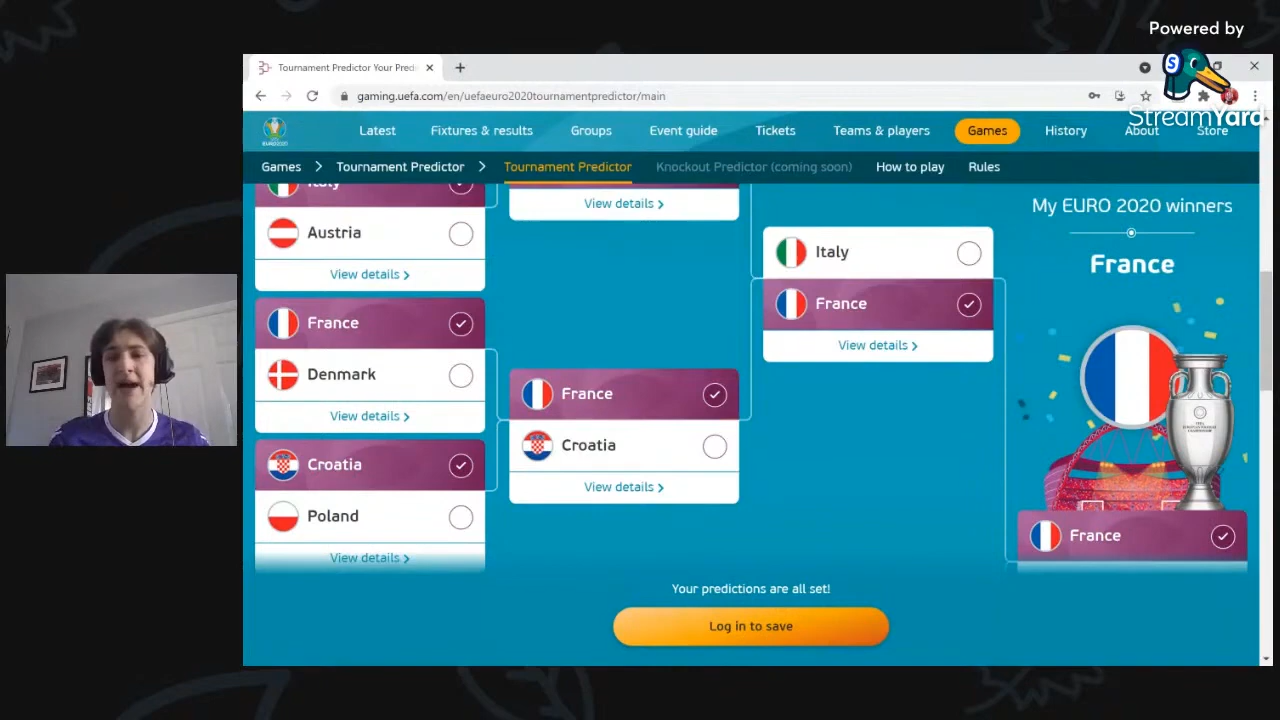 Powered by
StreamYard
Tournament Predictor Your Pred
gaming.uefa.com/en/uefaeuro2020tournamentpredictor/main
EURO2020
Latest
Fixtures & results
Groups
Event guide
Tickets
Teams & players
Games
History
About
Store
Games
Tournament Predictor
Tournament Predictor
Knockout Predictor (coming soon)
How to play
Rules
Italy
Austria
View details
France
Denmark
View details
Croatia
Poland
View details
View details
France
Croatia
View details
Italy
France
View details
My EURO 2020 winners
France
France
Your predictions are all set!
Log in to save